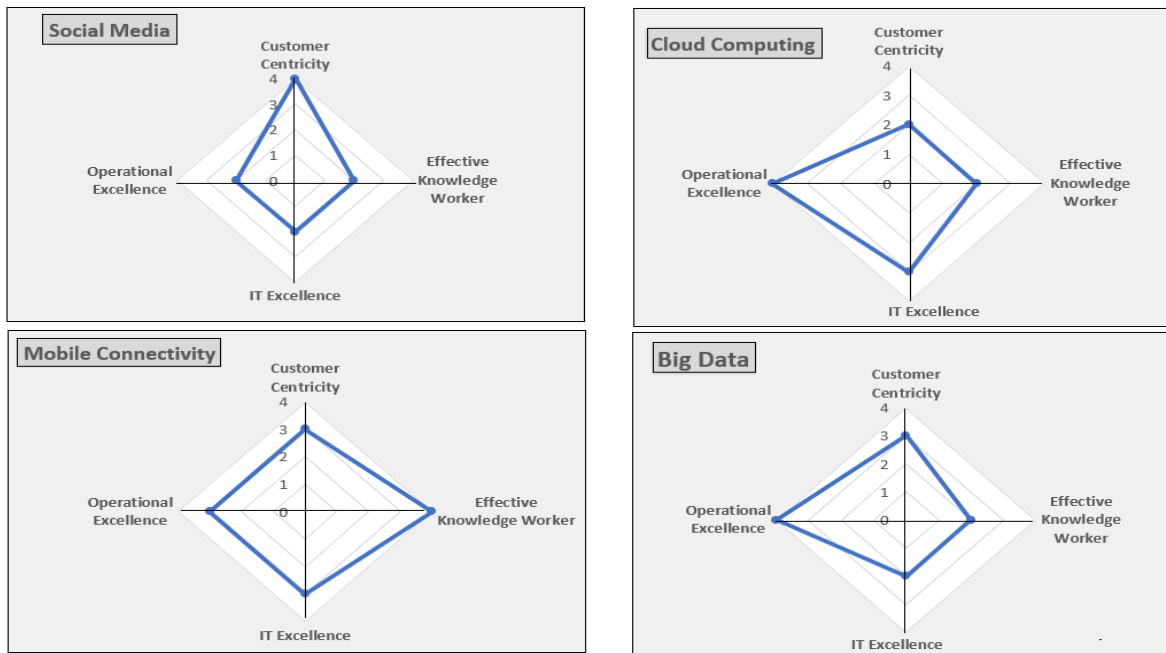 Social Media
Customer
Centricity
4
3
2
1
0
Operational
Excellence
Effective
Knowledge
Worker
IT Excellence
Cloud Computing
Customer
Centricity
4
3
2
1
0
Operational
Excellence
Effective
Knowledge
Worker
IT Excellence
Mobile Connectivity
Customer
Centricity
4
3
2
1
0
Operational
Excellence
Effective
Knowledge Worker
IT Excellence
Big Data
Customer
Centricity
4
3
2
1
0
Operational
Excellence
Effective
Knowledge
Worker
IT Excellence